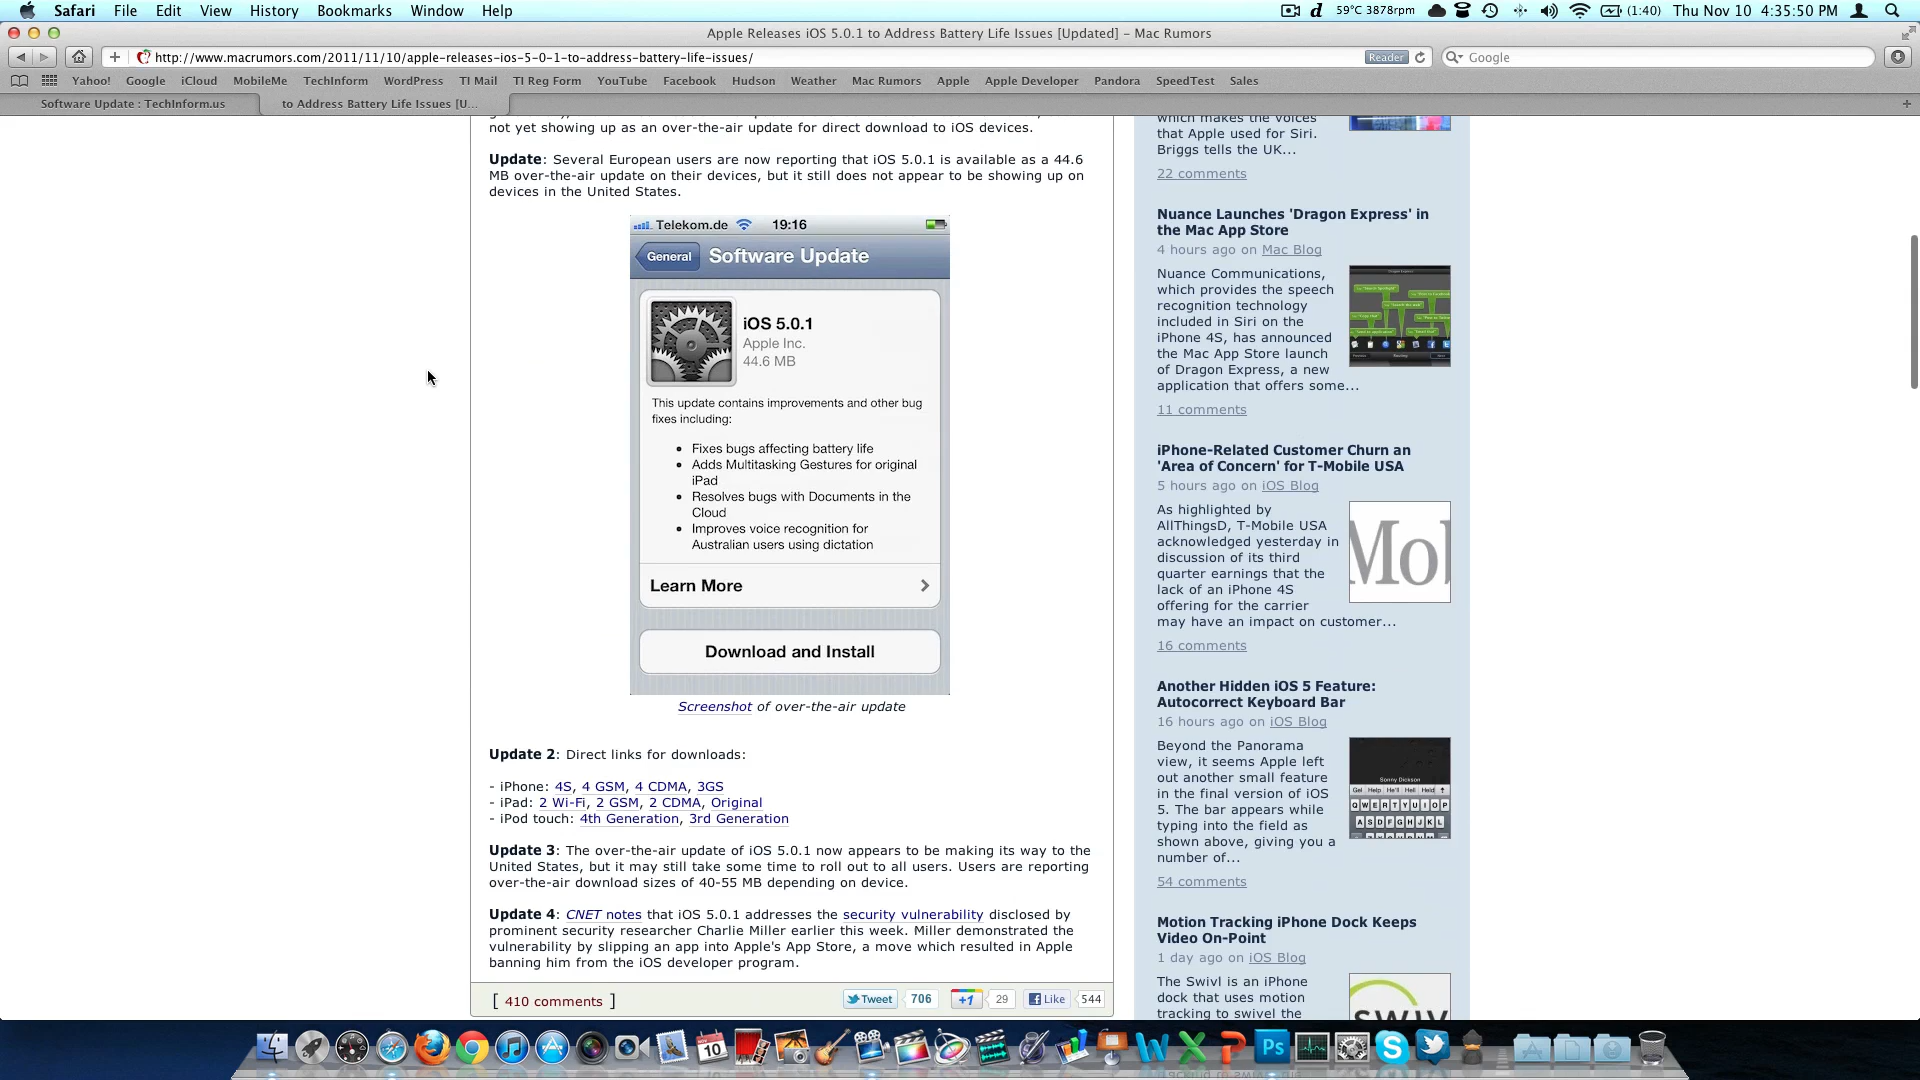 Safari File Edit View History Bookmarks Window Help
59°C 3878rpm (1:40) Thu Nov 10 4:35:50 PM
Apple Releases iOS 5.0.1 to Address Battery Life Issues [Updated] – Mac Rumors
http://www.macrumors.com/2011/11/10/apple-releases-ios-5-0-1-to-address-battery-life-issues/
Reader
Google
Yahoo! Google iCloud MobileMe TechInform WordPress TI Mail TI Reg Form YouTube Facebook Hudson Weather Mac Rumors Apple Apple Developer Pandora SpeedTest Sales
Software Update : TechInform.us
to Address Battery Life Issues [U...
not yet showing up as an over-the-air update for direct download to iOS devices.
Update: Several European users are now reporting that iOS 5.0.1 is available as a 44.6
MB over-the-air update on their devices, but it still does not appear to be showing up on
devices in the United States.
Telekom.de 19:16
General Software Update
iOS 5.0.1
Apple Inc.
44.6 MB
This update contains improvements and other bug
fixes including:
• Fixes bugs affecting battery life
• Adds Multitasking Gestures for original
iPad
• Resolves bugs with Documents in the
Cloud
• Improves voice recognition for
Australian users using dictation
Learn More
Download and Install
Screenshot of over-the-air update
Update 2: Direct links for downloads:
- iPhone: 4S, 4 GSM, 4 CDMA, 3GS
- iPad: 2 Wi-Fi, 2 GSM, 2 CDMA, Original
- iPod touch: 4th Generation, 3rd Generation
Update 3: The over-the-air update of iOS 5.0.1 now appears to be making its way to the
United States, but it may still take some time to roll out to all users. Users are reporting
over-the-air download sizes of 40-55 MB depending on device.
Update 4: CNET notes that iOS 5.0.1 addresses the security vulnerability disclosed by
prominent security researcher Charlie Miller earlier this week. Miller demonstrated the
vulnerability by slipping an app into Apple's App Store, a move which resulted in Apple
banning him from the iOS developer program.
[ 410 comments ]
Tweet 706 +1 29 Like 544
which makes the voices
that Apple used for Siri.
Briggs tells the UK...
22 comments
Nuance Launches 'Dragon Express' in
the Mac App Store
4 hours ago on Mac Blog
Nuance Communications,
which provides the speech
recognition technology
included in Siri on the
iPhone 4S, has announced
the Mac App Store launch
of Dragon Express, a new
application that offers some...
11 comments
iPhone-Related Customer Churn an
'Area of Concern' for T-Mobile USA
5 hours ago on iOS Blog
As highlighted by
AllThingsD, T-Mobile USA
acknowledged yesterday in
discussion of its third
quarter earnings that the
lack of an iPhone 4S
offering for the carrier
may have an impact on customer...
16 comments
Another Hidden iOS 5 Feature:
Autocorrect Keyboard Bar
16 hours ago on iOS Blog
Beyond the Panorama
view, it seems Apple left
out another small feature
in the final version of iOS
5. The bar appears while
typing into the field as
shown above, giving you a
number of...
54 comments
Sonny Dickson
Q W E R T Y U I O P
A S D F G H J K L
Motion Tracking iPhone Dock Keeps
Video On-Point
1 day ago on iOS Blog
The Swivl is an iPhone
dock that uses motion
tracking to swivel the
10
Ps